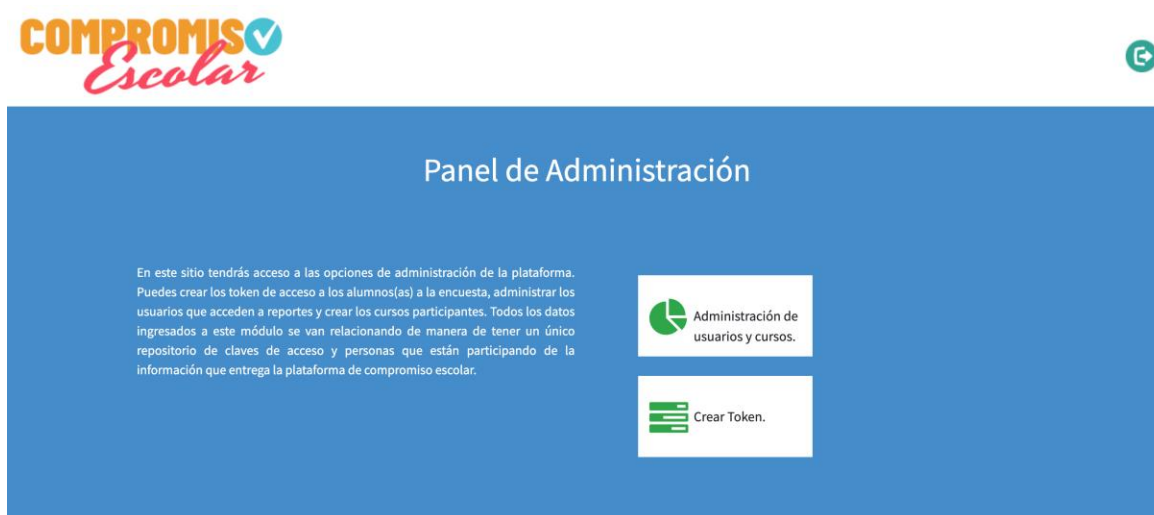 COMPROMISO
Escolar
Panel de Administración
En este sitio tendrás acceso a las opciones de administración de la plataforma.
Puedes crear los token de acceso a los alumnos(as) a la encuesta, administrar los
usuarios que acceden a reportes y crear los cursos participantes. Todos los datos
ingresados a este módulo se van relacionando de manera de tener un único
repositorio de claves de acceso y personas que están participando de la
información que entrega la plataforma de compromiso escolar.
Administración de
usuarios y cursos.
Crear Token.